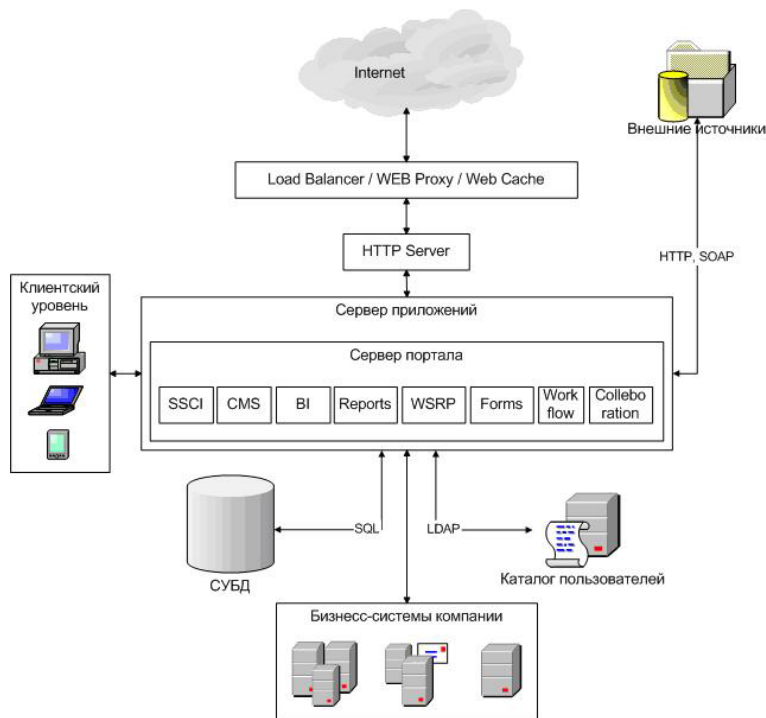 Internet
Внешние источники
Load Balancer / WEB Proxy / Web Cache
HTTP Server
HTTP, SOAP
Клиентский
уровень
Сервер приложений
Сервер портала
SSCI
CMS
BI
Reports
WSRP
Forms
Work
flow
Collebo
ration
SQL
LDAP
СУБД
Каталог пользователей
Бизнесс-системы компании